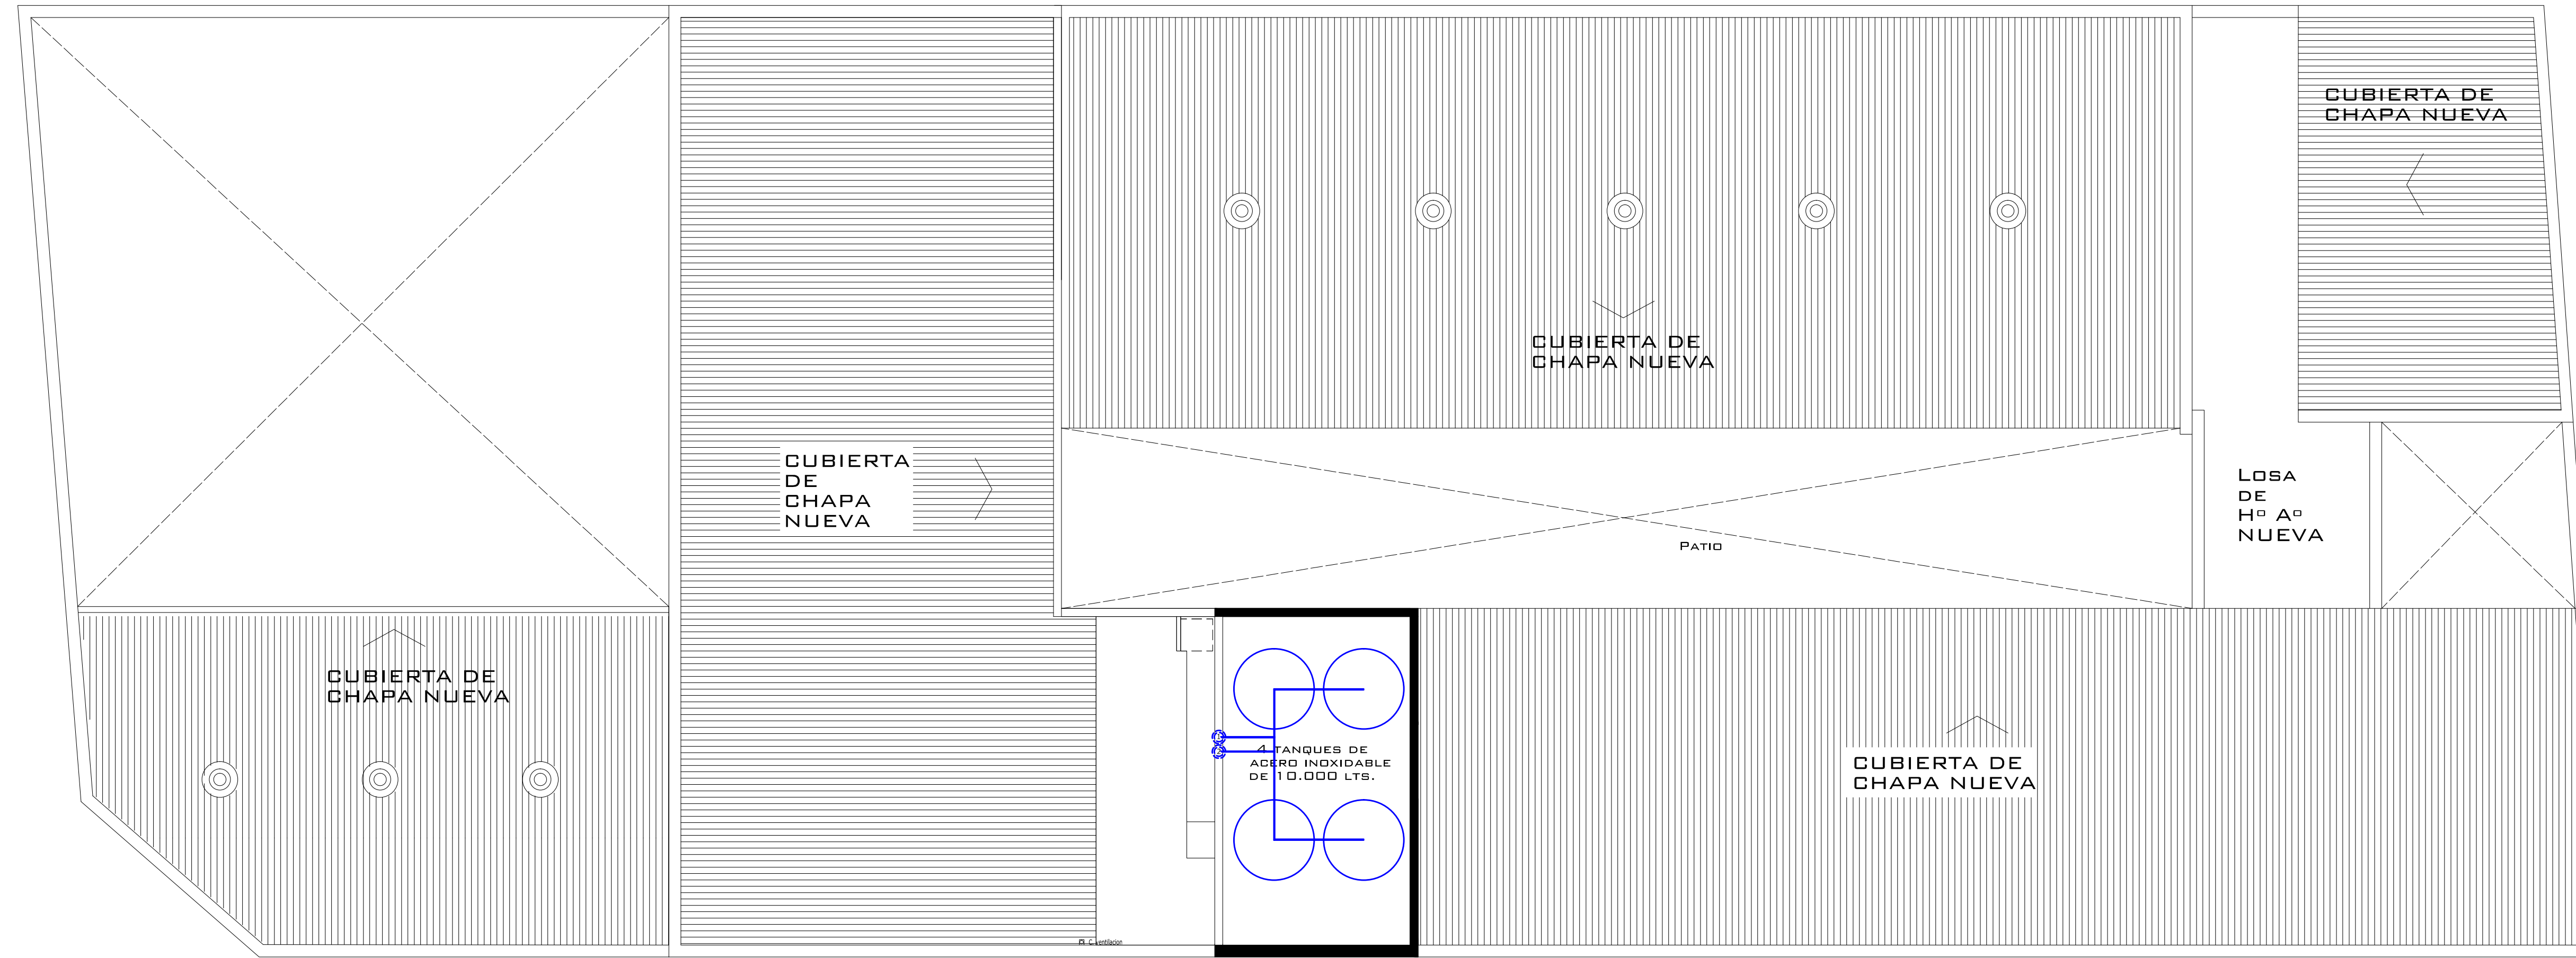 CUBIERTA DE
CHAPA NUEVA
CUBIERTA DE
CHAPA NUEVA
CUBIERTA
DE
CHAPA
NUEVA
LOSA
DE
Hº Aº
NUEVA
PATIO
CUBIERTA DE
CHAPA NUEVA
4 TANQUES DE
ACERO INOXIDABLE
DE 10.000 LTS.
CUBIERTA DE
CHAPA NUEVA
C. Ventilacion